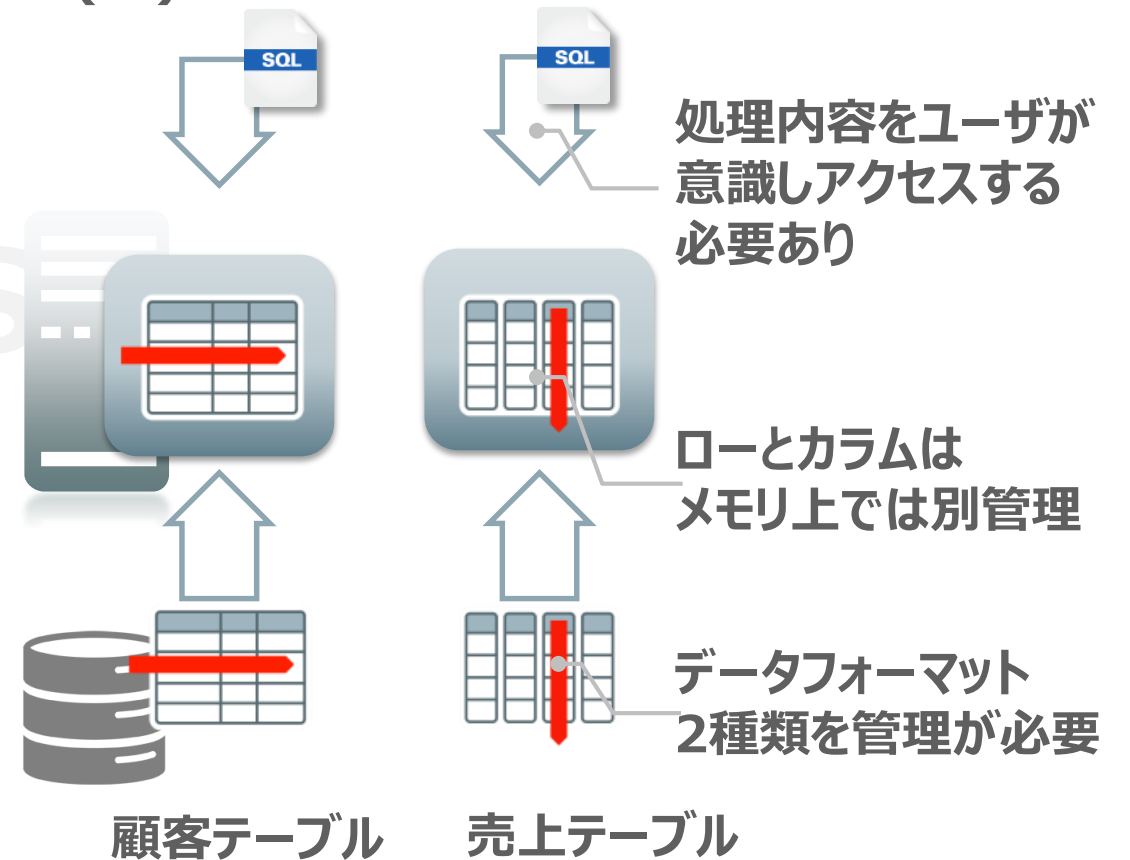 SQL
SQL
処理内容をユーザが
意識しアクセスする
必要あり
ローとカラムは
メモリ上では別管理
データフォーマット
2種類を管理が必要
顧客テーブル
売上テーブル